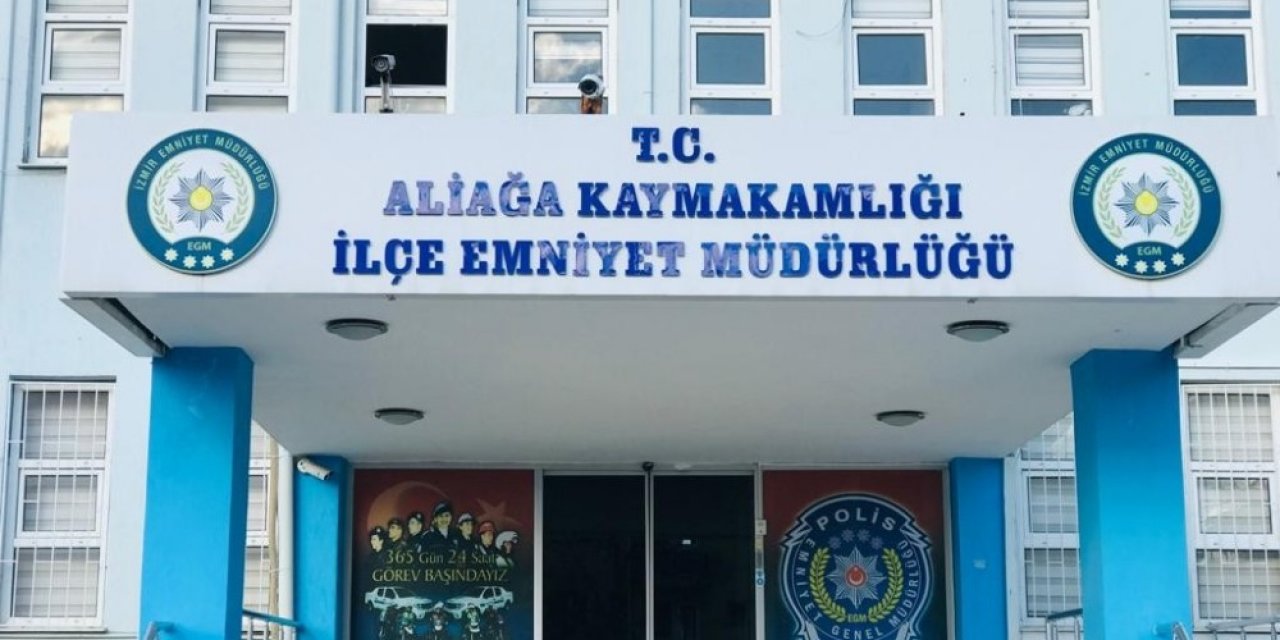 T.C.
ALİAĞA KAYMAKAMLIĞI
İLÇE EMNİYET MÜDÜRLÜĞÜ
İZMİR EMNİYET MÜDÜRLÜĞÜ
EGM
İZMİR EMNİYET MÜDÜRLÜĞÜ
EGM
365 Gün 24 Saat
GÖREV BAŞINDAYIZ
POLİS
EMNİYET GENEL MÜDÜRLÜĞÜ
EGM